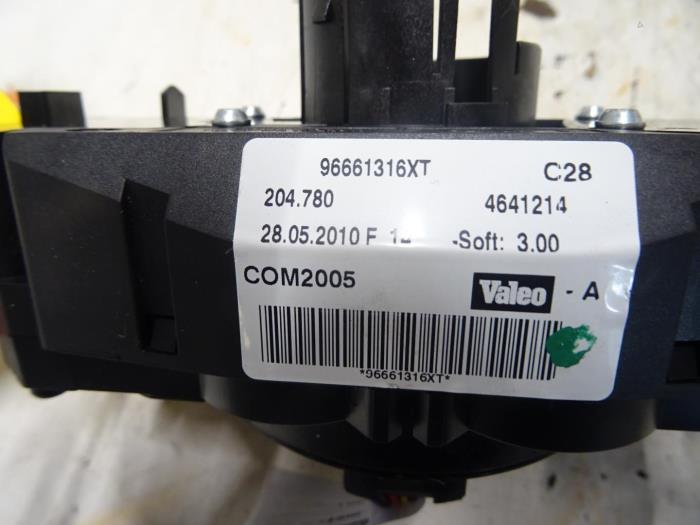 96661316XT C28
204.780 4641214
28.05.2010 F -Soft: 3.00
COM2005 Valeo - A
*96661316XT*